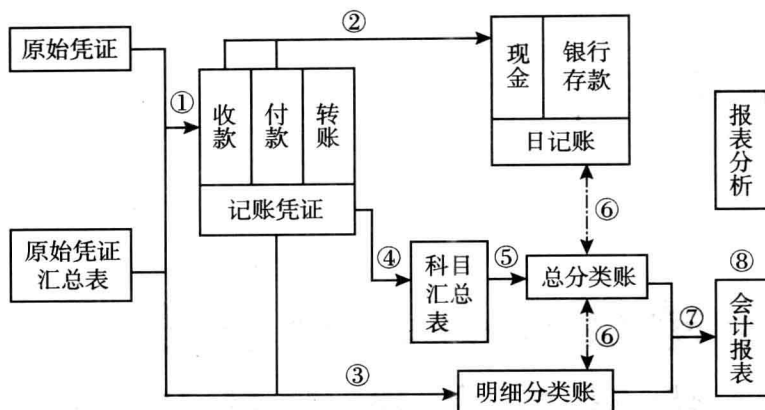 原始凭证
①
②
收款
付款
转账
记账凭证
现金
银行
存款
日记账
报表分析
原始凭证
汇总表
④
科目
汇总
表
⑤
⑥
总分类账
⑥
⑦
⑧
会计报表
③
明细分类账